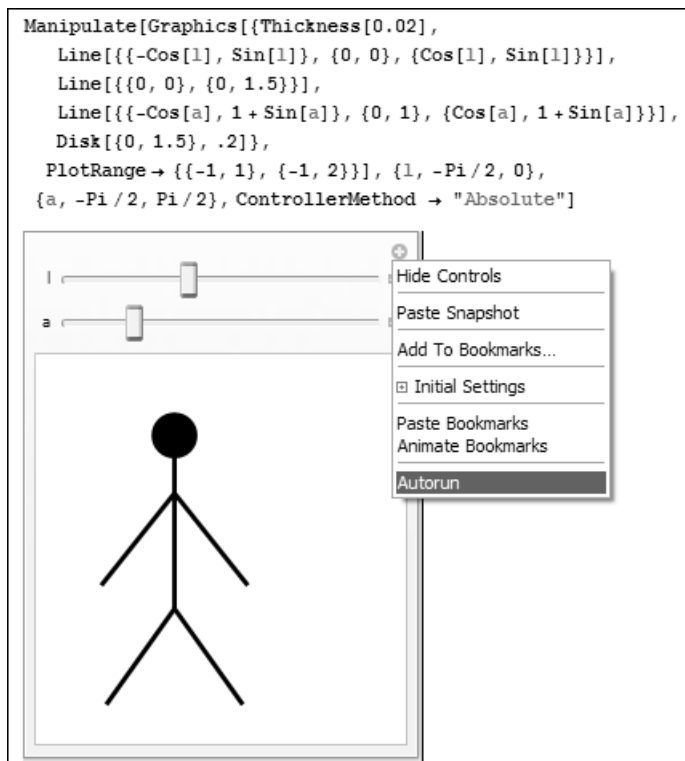 Manipulate[Graphics[{Thickness[0.02],
Line[{{-Cos[l], Sin[l]}, {0, 0}, {Cos[l], Sin[l]}}],
Line[{{0, 0}, {0, 1.5}}],
Line[{{-Cos[a], 1 + Sin[a]}, {0, 1}, {Cos[a], 1 + Sin[a]}}],
Disk[{0, 1.5}, .2]},
PlotRange → {{-1, 1}, {-1, 2}}], {l, -Pi / 2, 0},
{a, -Pi / 2, Pi / 2}, ControllerMethod → "Absolute"]
l
a
Hide Controls
Paste Snapshot
Add To Bookmarks...
Initial Settings
Paste Bookmarks
Animate Bookmarks
Autorun